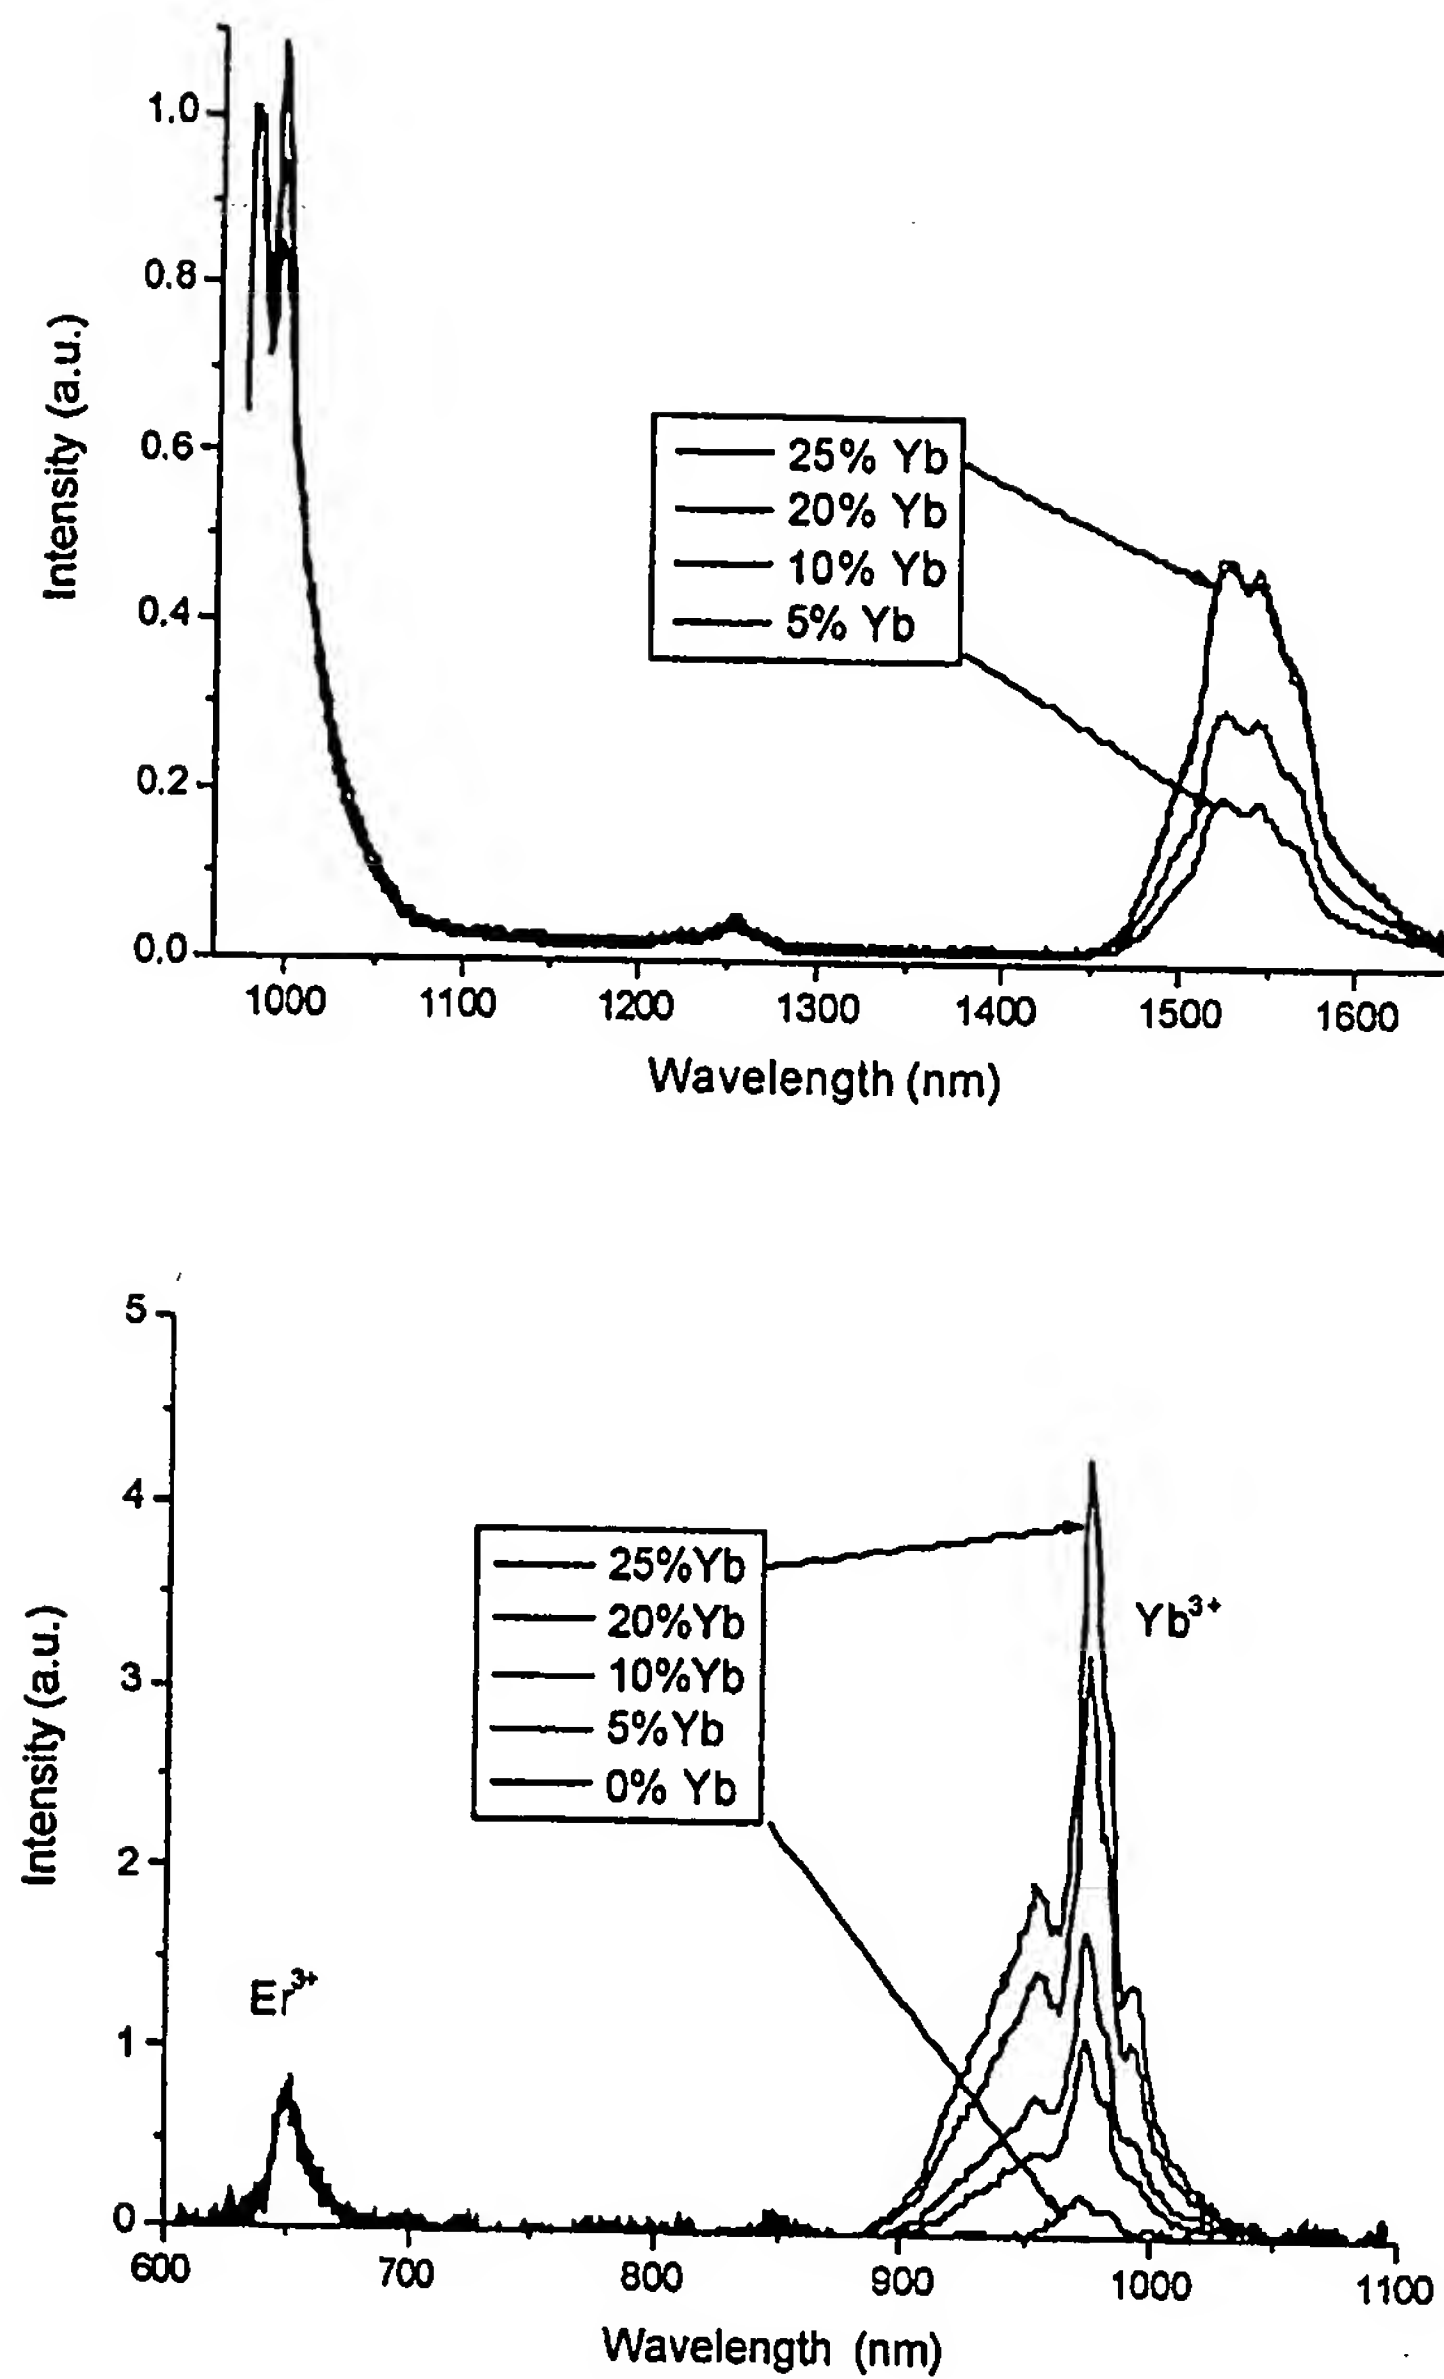 Intensity (a.u.)
1.0
0.8
0.6
0.4
0.2
0.0
25% Yb
20% Yb
10% Yb
5% Yb
1000 1100 1200 1300 1400 1500 1600
Wavelength (nm)
Intensity (a.u.)
5
4
3
2
1
0
25%Yb
20%Yb
10%Yb
5%Yb
0% Yb
Yb3+
Er3+
600 700 800 900 1000 1100
Wavelength (nm)